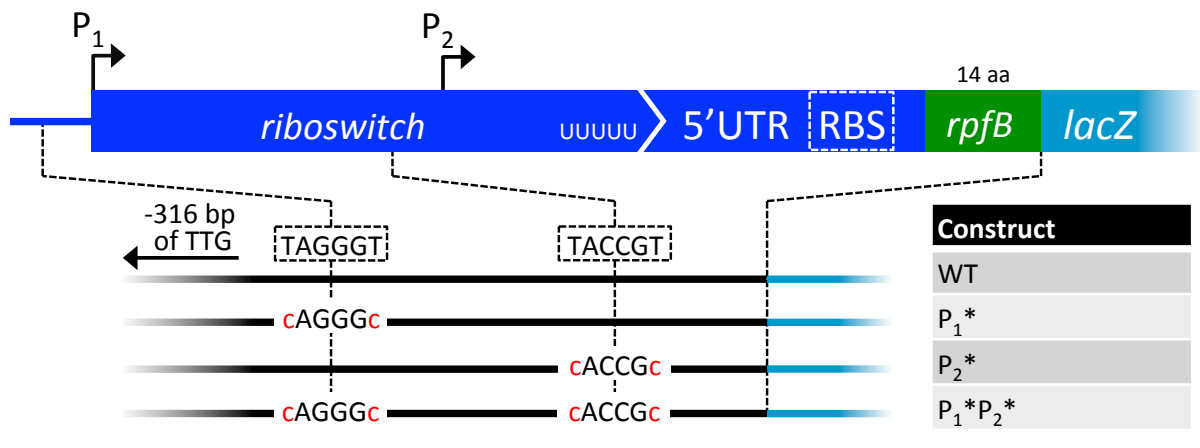 P₁
P₂
14 aa
riboswitch UUUUU 5'UTR RBS rpfB lacZ
-316 bp
of TTG
TAGGGT TACCGT
Construct
WT
cAGGGc P₁*
cACCGc P₂*
cAGGGc cACCGc P₁*P₂*